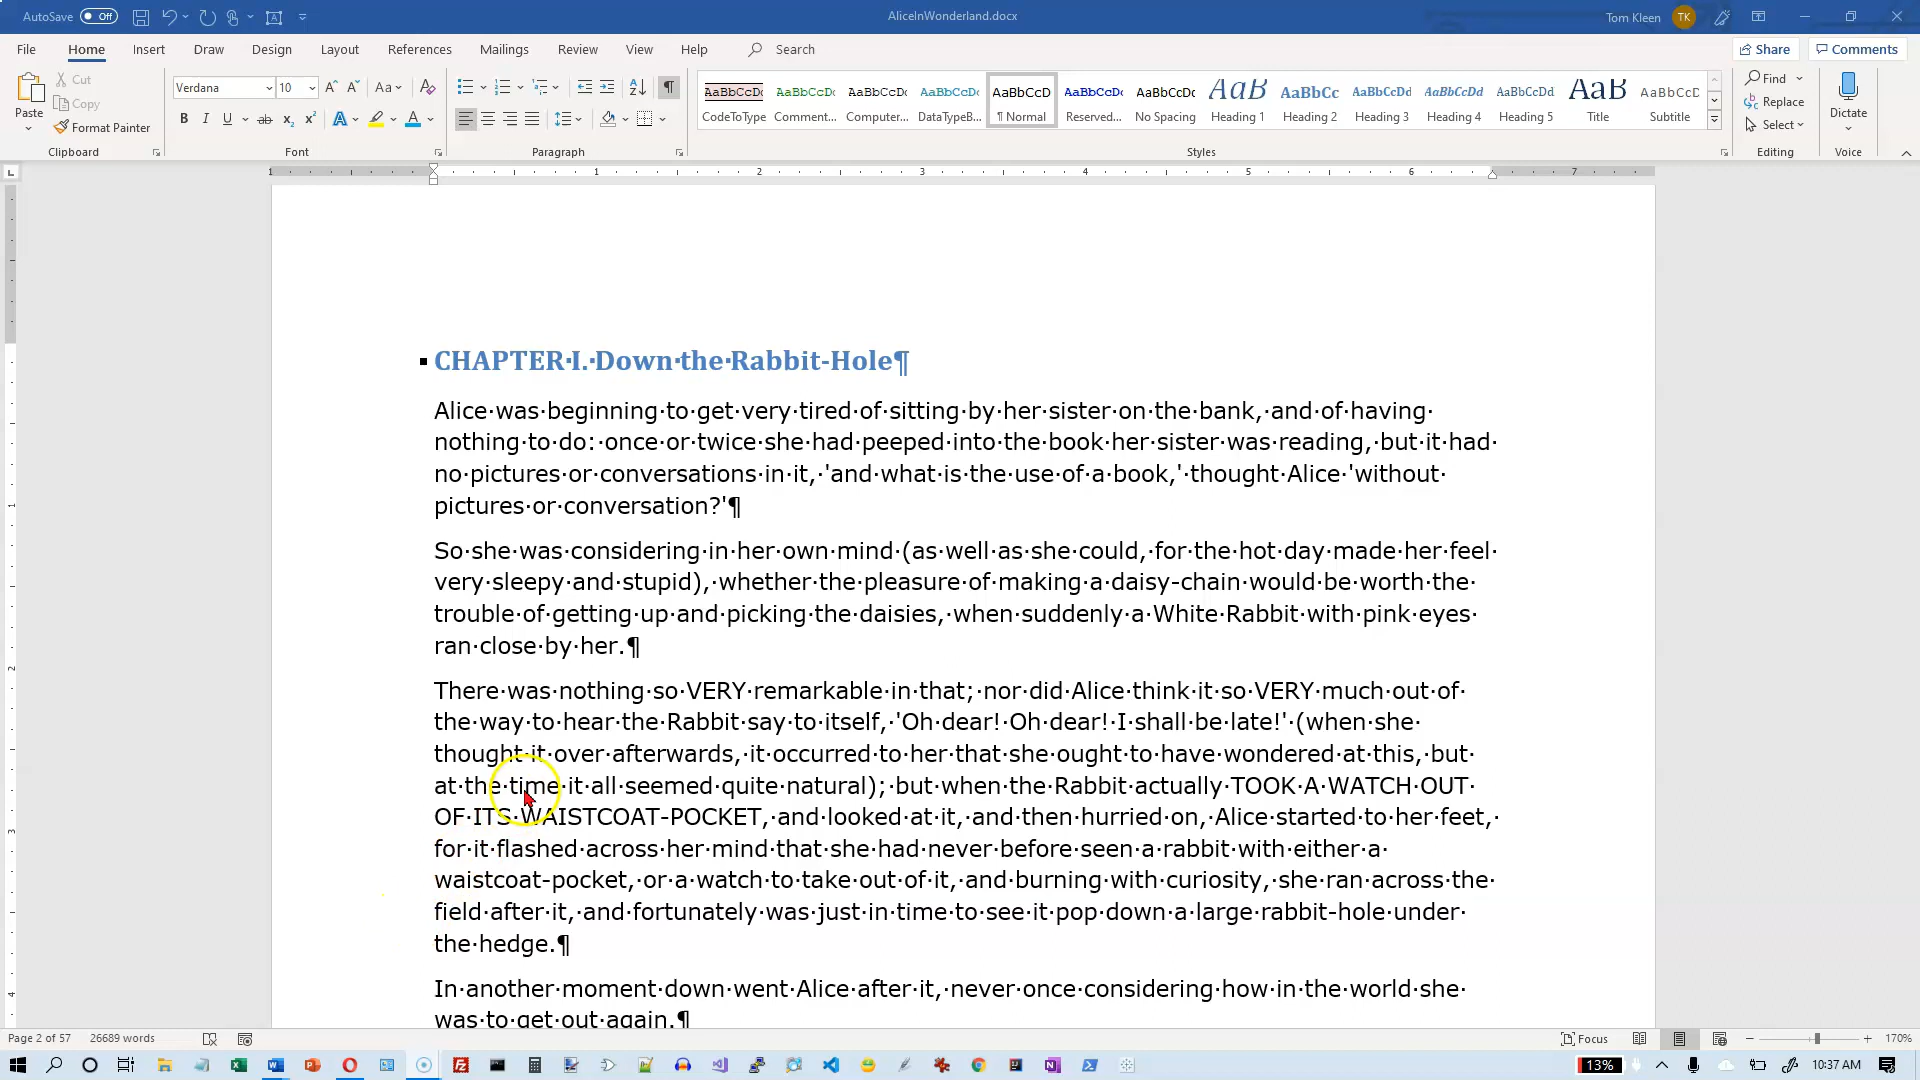 AutoSave Off AliceInWonderland.docx Tom Kleen TK
File Home Insert Draw Design Layout References Mailings Review View Help Search Share Comments
Paste Cut Copy Format Painter Clipboard
Verdana 10 Aa Font
B I U ab x₂ x² A A
Paragraph
AaBbCcDc AaBbCcDc AaBbCcDc AaBbCcDc AaBbCcD AaBbCcDc AaBbCcDc AaB AaBbCc AaBbCcDd AaBbCcDd AaBbCcDd AaB AaBbCcD
CodeToType Comment... Computer... DataTypeB... ¶ Normal Reserved... No Spacing Heading 1 Heading 2 Heading 3 Heading 4 Heading 5 Title Subtitle
Styles
Find Replace Select Editing
Dictate Voice
1 1 2 3 4 5 6 7
CHAPTER·I.·Down·the·Rabbit-Hole¶
Alice·was·beginning·to·get·very·tired·of·sitting·by·her·sister·on·the·bank,·and·of·having·
nothing·to·do:·once·or·twice·she·had·peeped·into·the·book·her·sister·was·reading,·but·it·had·
no·pictures·or·conversations·in·it,·'and·what·is·the·use·of·a·book,'·thought·Alice·'without·
pictures·or·conversation?'¶
So·she·was·considering·in·her·own·mind·(as·well·as·she·could,·for·the·hot·day·made·her·feel·
very·sleepy·and·stupid),·whether·the·pleasure·of·making·a·daisy-chain·would·be·worth·the·
trouble·of·getting·up·and·picking·the·daisies,·when·suddenly·a·White·Rabbit·with·pink·eyes·
ran·close·by·her.¶
There·was·nothing·so·VERY·remarkable·in·that;·nor·did·Alice·think·it·so·VERY·much·out·of·
the·way·to·hear·the·Rabbit·say·to·itself,·'Oh·dear!·Oh·dear!·I·shall·be·late!'·(when·she·
thought·it·over·afterwards,·it·occurred·to·her·that·she·ought·to·have·wondered·at·this,·but·
at·the·time·it·all·seemed·quite·natural);·but·when·the·Rabbit·actually·TOOK·A·WATCH·OUT·
OF·ITS·WAISTCOAT-POCKET,·and·looked·at·it,·and·then·hurried·on,·Alice·started·to·her·feet,·
for·it·flashed·across·her·mind·that·she·had·never·before·seen·a·rabbit·with·either·a·
waistcoat-pocket,·or·a·watch·to·take·out·of·it,·and·burning·with·curiosity,·she·ran·across·the·
field·after·it,·and·fortunately·was·just·in·time·to·see·it·pop·down·a·large·rabbit-hole·under·
the·hedge.¶
In·another·moment·down·went·Alice·after·it,·never·once·considering·how·in·the·world·she·
was·to·get·out·again.¶
1
2
3
4
Page 2 of 57 26689 words Focus 170%
13% 10:37 AM